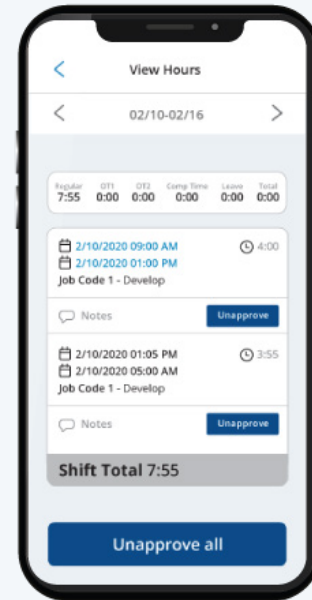 View Hours
02/10-02/16
Regular OT1 OT2 Comp Time Leave Total
7:55 0:00 0:00 0:00 0:00 0:00
2/10/2020 09:00 AM 4:00
2/10/2020 01:00 PM
Job Code 1 - Develop
Notes Unapprove
2/10/2020 01:05 PM 3:55
2/10/2020 05:00 AM
Job Code 1 - Develop
Notes Unapprove
Shift Total 7:55
Unapprove all